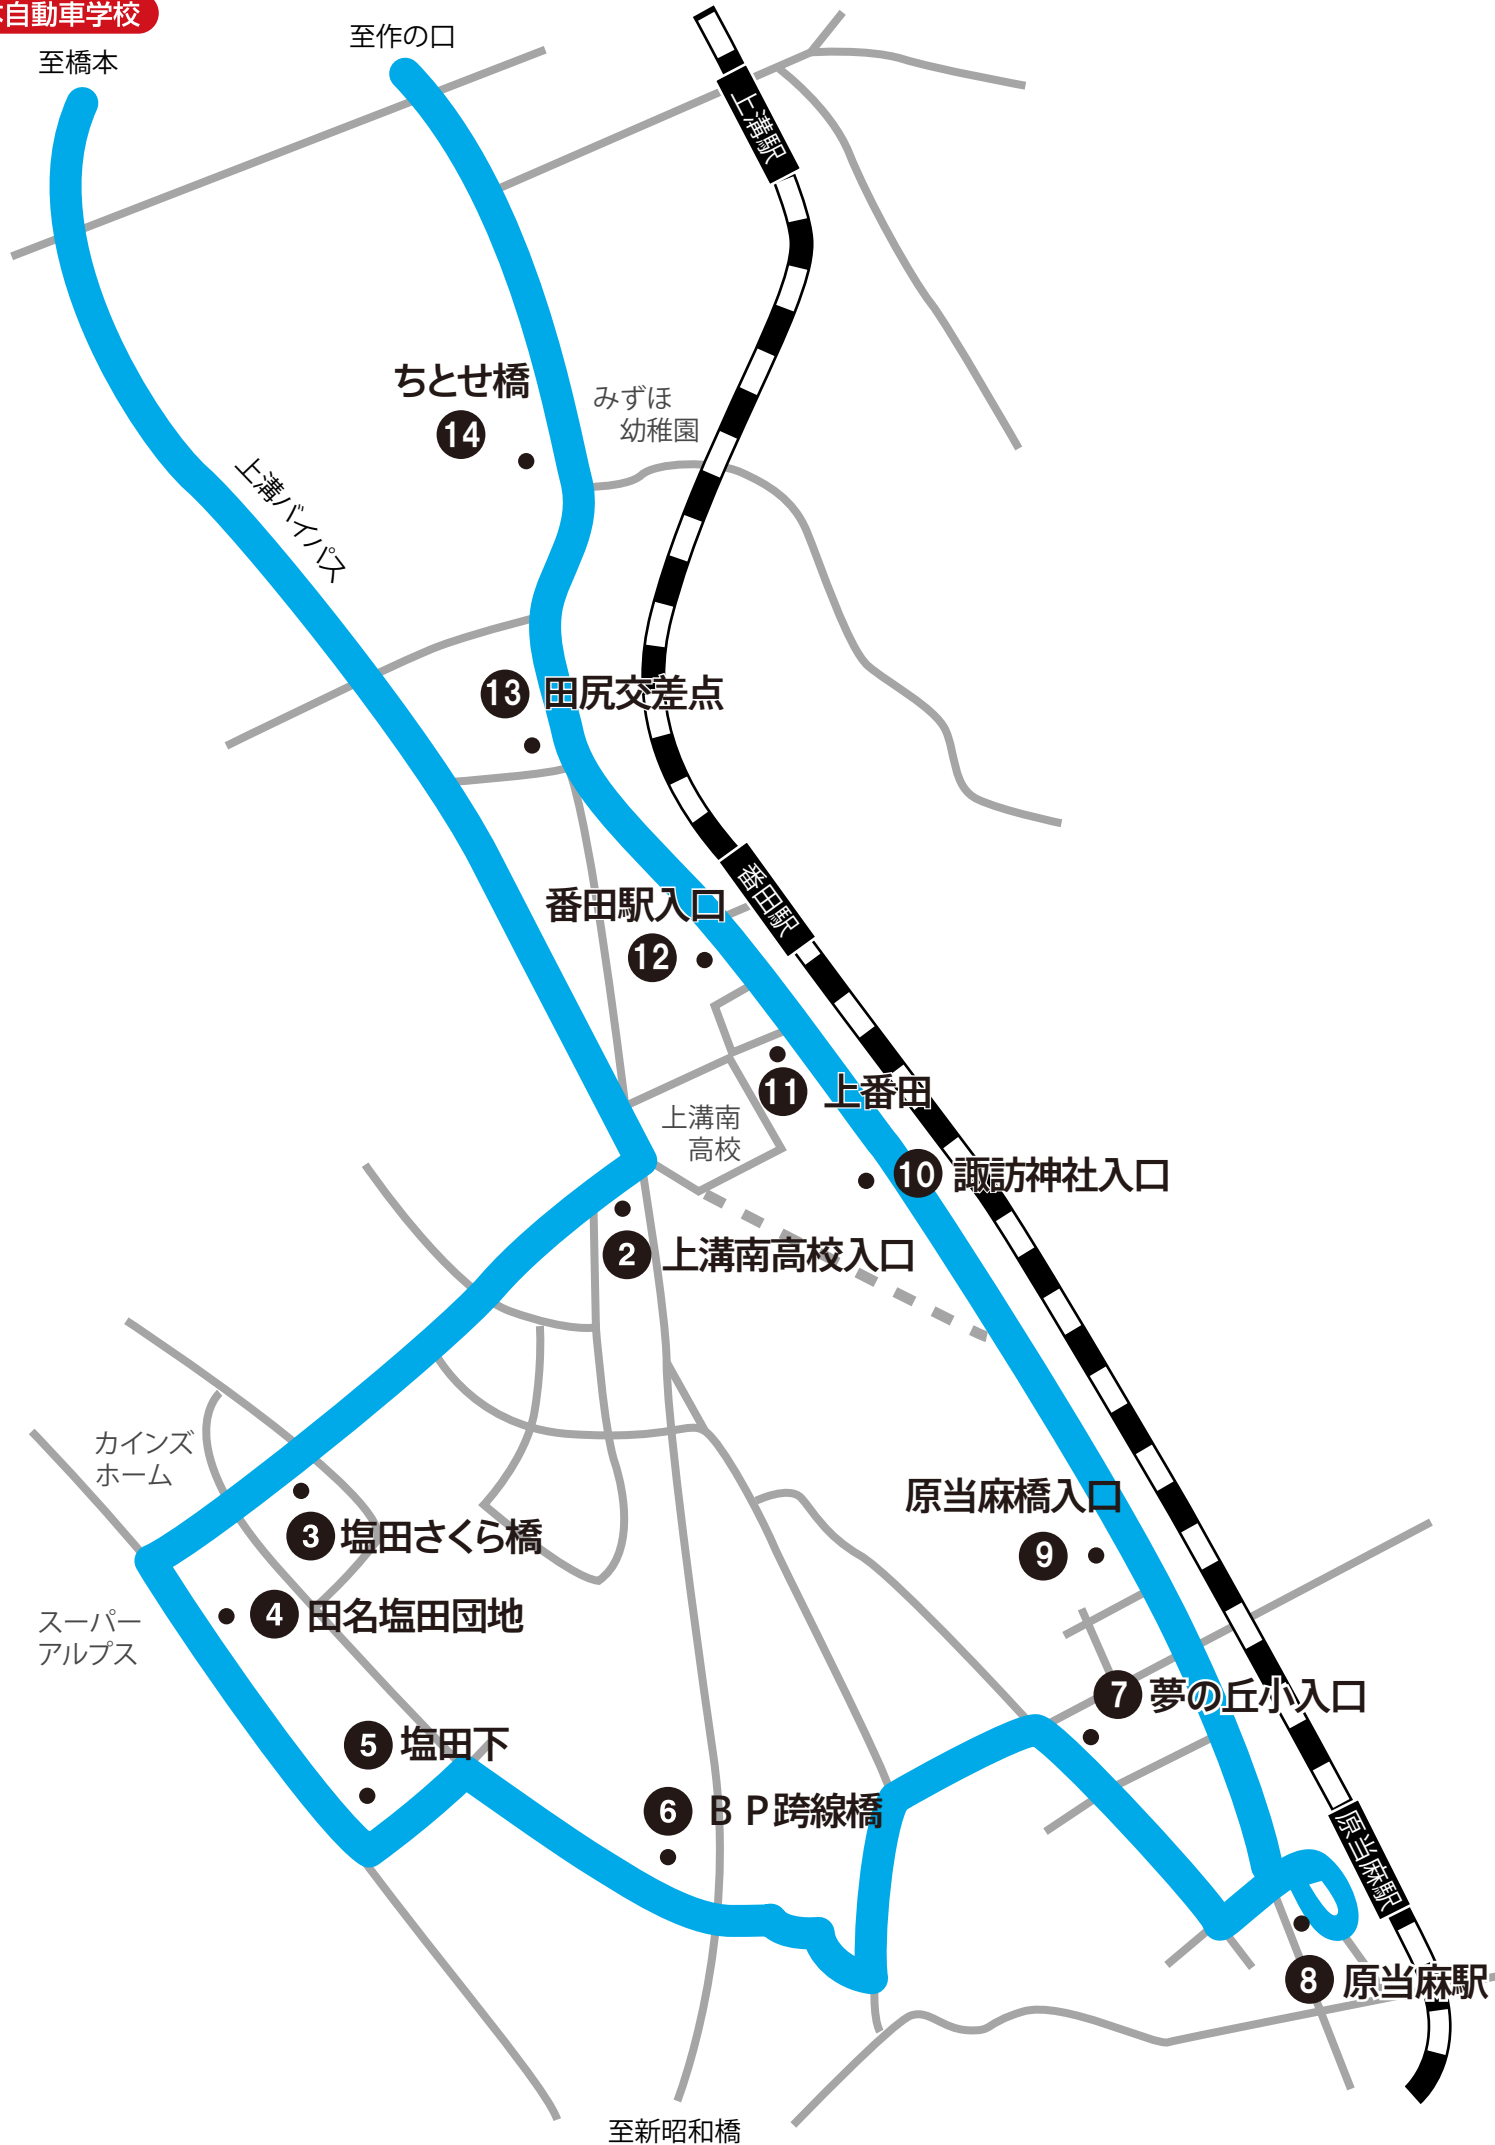 自動車学校
至橋本
至作の口
上溝駅
ちとせ橋
14
みずほ
幼稚園
上溝バイパス
13 田尻交差点
番田駅
番田駅入口
12
11 上番田
上溝南
高校
10 諏訪神社入口
2 上溝南高校入口
カインズ
ホーム
3 塩田さくら橋
原当麻橋入口
9
スーパー
アルプス
4 田名塩田団地
7 夢の丘小入口
5 塩田下
6 BP跨線橋
原当麻駅
8 原当麻駅
至新昭和橋